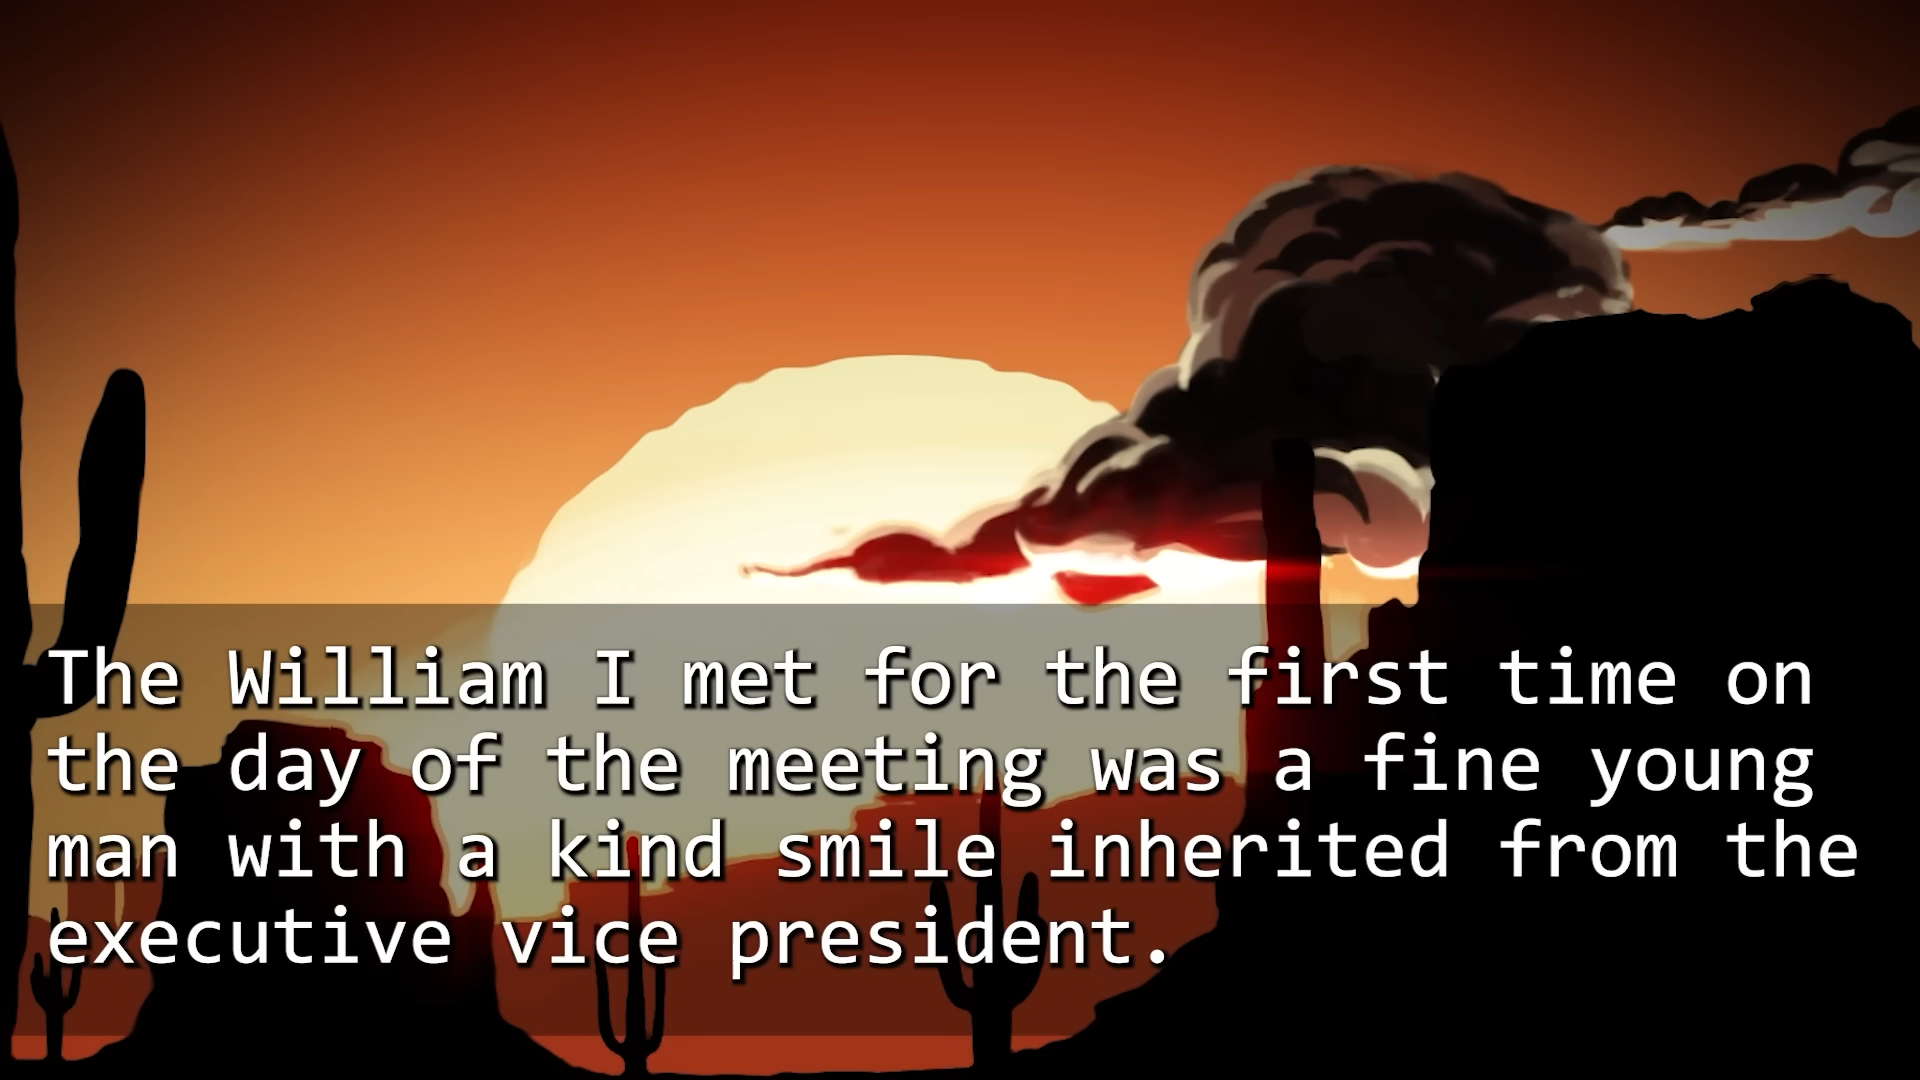 The William I met for the first time on
the day of the meeting was a fine young
man with a kind smile inherited from the
executive vice president.